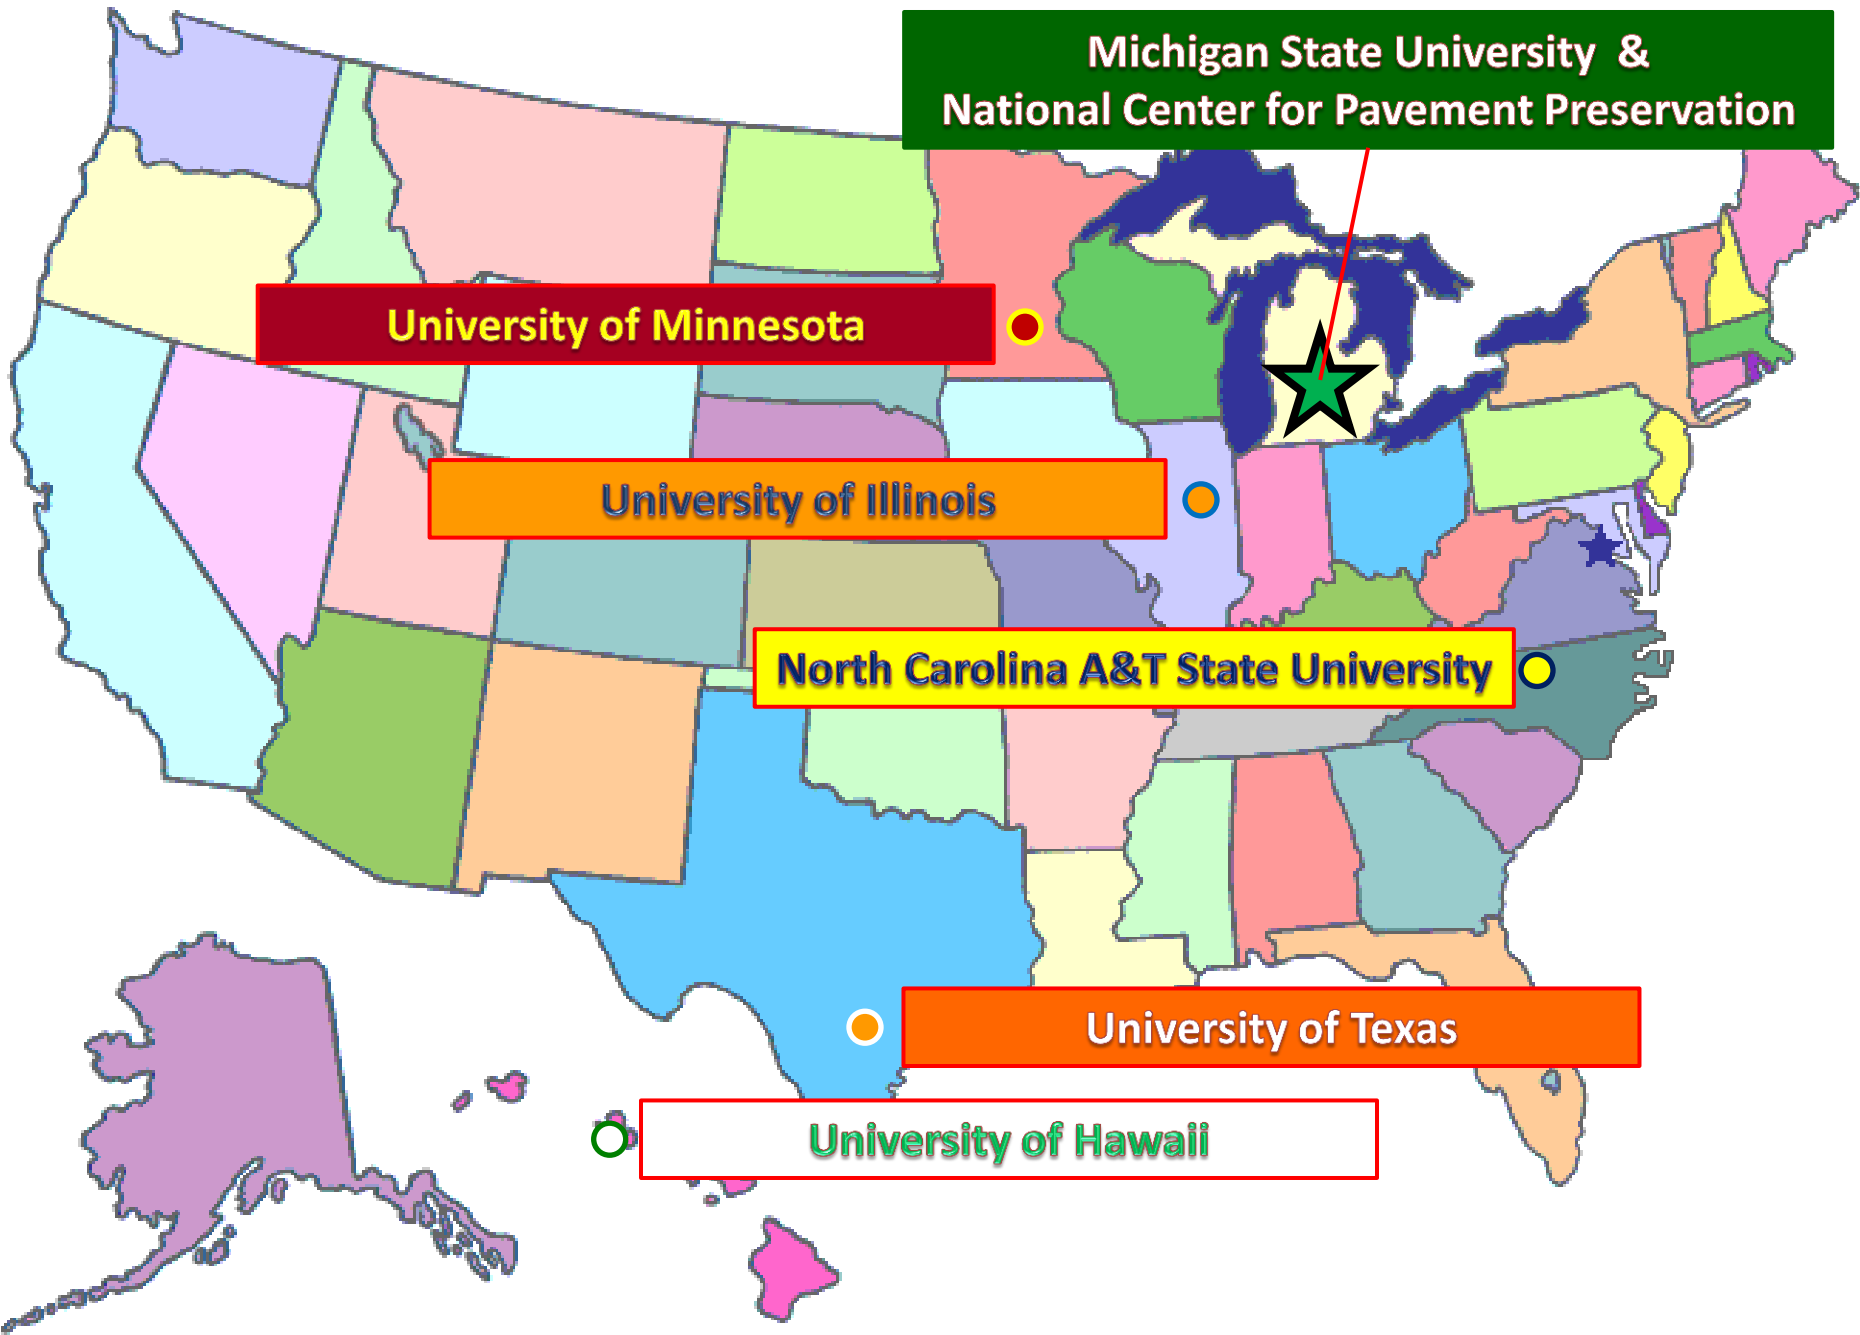 Michigan State University &
National Center for Pavement Preservation
University of Minnesota
University of Illinois
North Carolina A&T State University
University of Texas
University of Hawaii